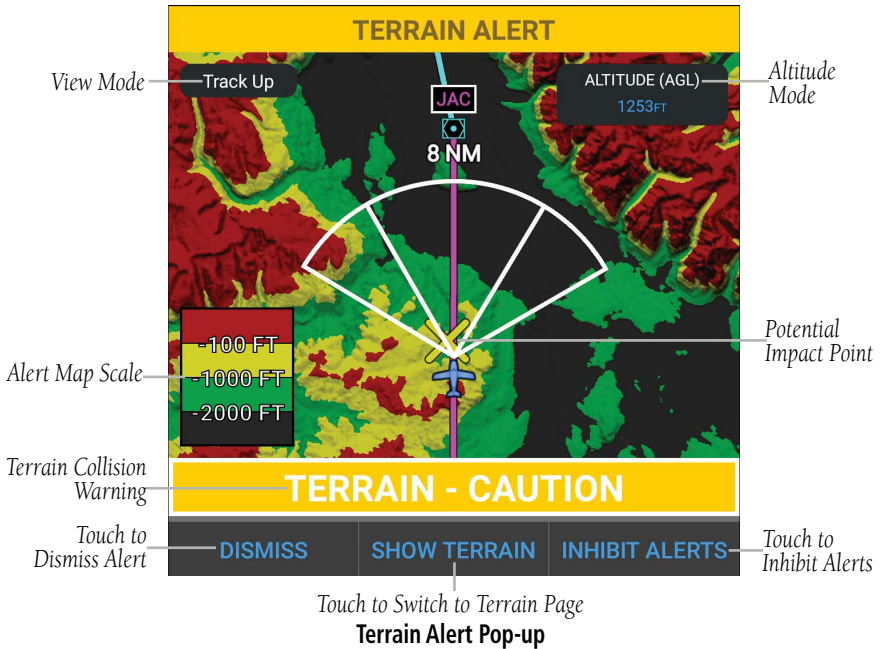 TERRAIN ALERT
View Mode
Track Up
ALTITUDE (AGL)
1253FT
Altitude
Mode
JAC
8 NM
Potential
Impact Point
Alert Map Scale
-100 FT
-1000 FT
-2000 FT
Terrain Collision
Warning
TERRAIN - CAUTION
Touch to
Dismiss Alert
DISMISS
SHOW TERRAIN
INHIBIT ALERTS
Touch to
Inhibit Alerts
Touch to Switch to Terrain Page
Terrain Alert Pop-up